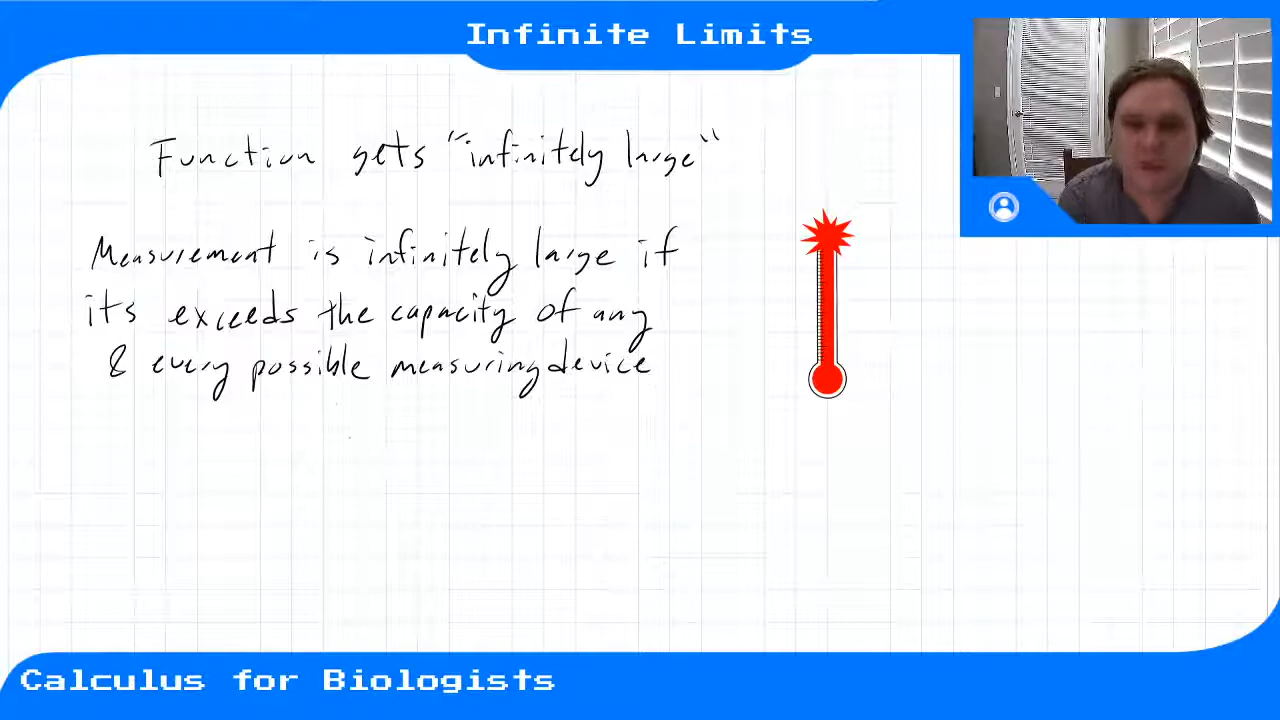 Infinite Limits
Function gets "infinitely large"
Measurement is infinitely large if
its exceeds the capacity of any
& every possible measuring device
Calculus for Biologists